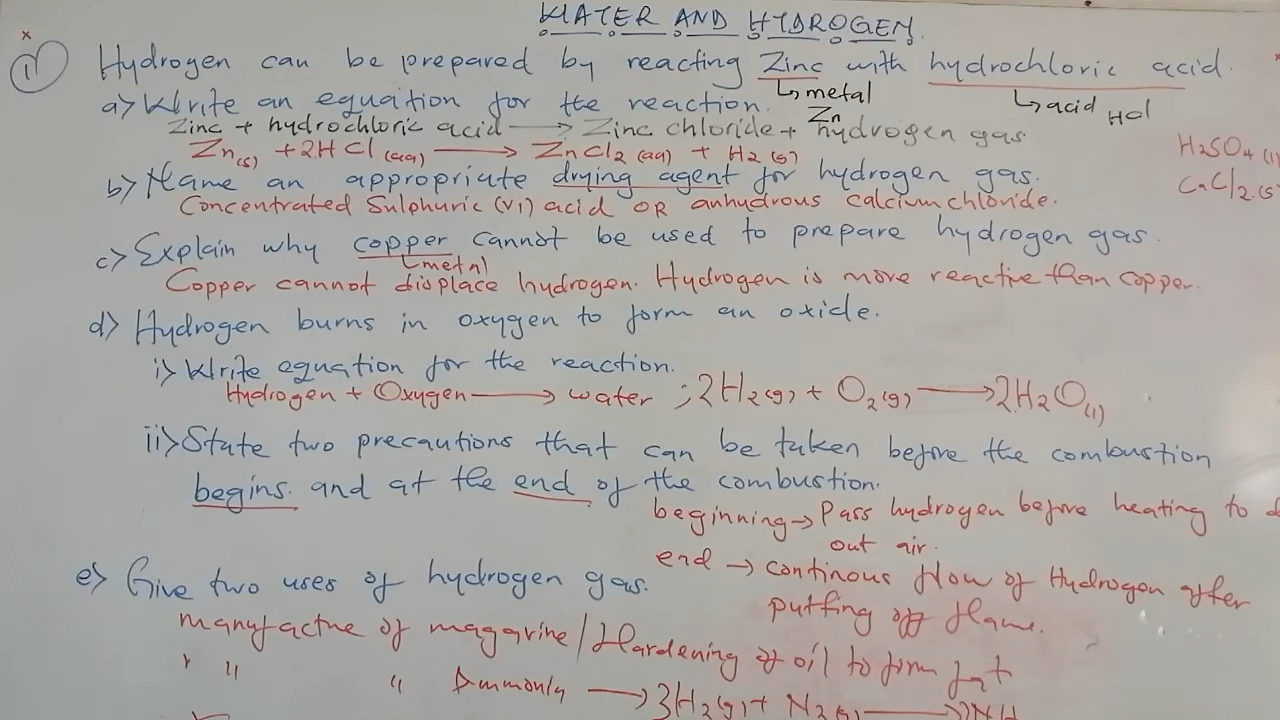 WATER AND HYDROGEN
x
1) Hydrogen can be prepared by reacting Zinc with hydrochloric acid.
↳ metal
↳ acid HCl
a) Write an equation for the reaction.
Zn
Zinc + hydrochloric acid → Zinc chloride + hydrogen gas
Zn(s) + 2HCl (aq) → ZnCl2 (aq) + H2 (g)
H2SO4 (l)
CaCl2 (s
b) Name an appropriate drying agent for hydrogen gas.
Concentrated Sulphuric (VI) acid OR anhydrous calcium chloride.
c) Explain why copper cannot be used to prepare hydrogen gas.
↳ metal
Copper cannot displace hydrogen. Hydrogen is more reactive than copper.
d) Hydrogen burns in oxygen to form an oxide.
i) Write equation for the reaction.
Hydrogen + Oxygen → water ; 2H2(g) + O2(g) → 2H2O(l)
ii) State two precautions that can be taken before the combustion
begins and at the end of the combustion.
beginning → Pass hydrogen before heating to d
out air.
end → continous flow of Hydrogen after
putting off flame.
e) Give two uses of hydrogen gas.
Manufactue of magarine / Hardening of oil to form fat
" " " Ammonia → 3H2(g) + N2(g) → 2NH